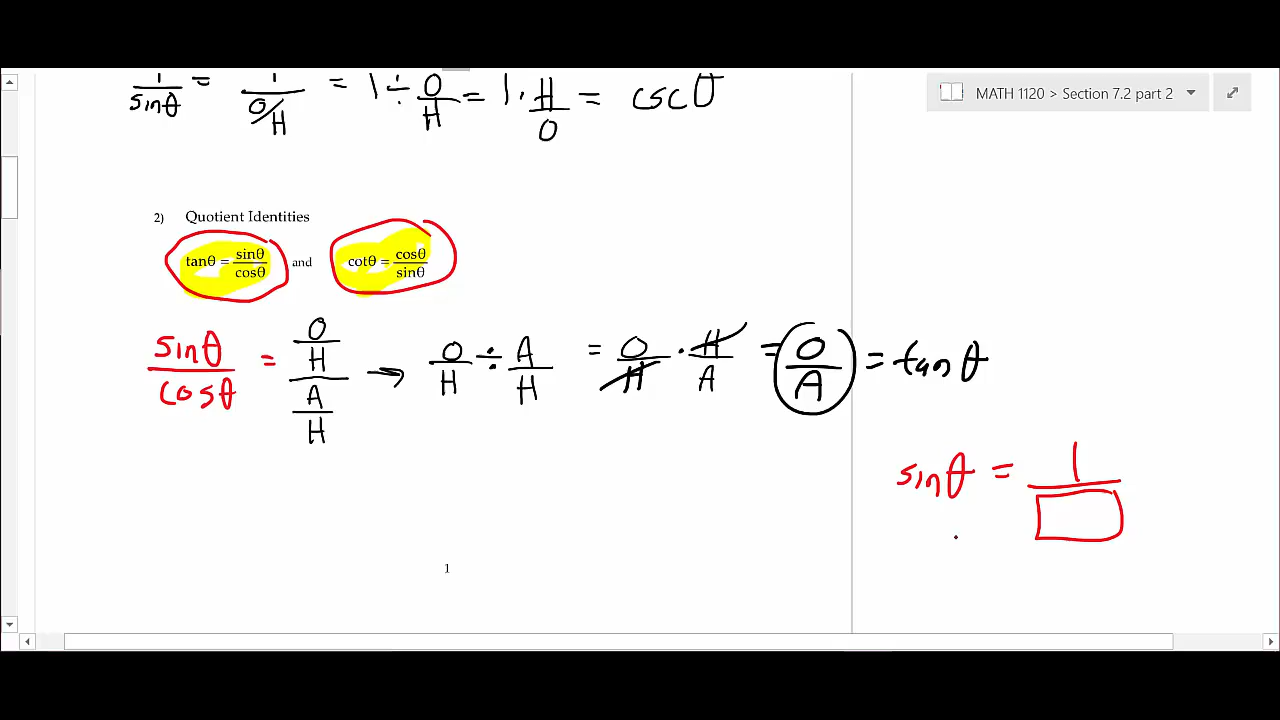 1/sinθ = 1/(O/H) = 1 ÷ O/H = 1 · H/O = cscθ
MATH 1120 > Section 7.2 part 2
2) Quotient Identities
tanθ = sinθ/cosθ and cotθ = cosθ/sinθ
sinθ/cosθ = (O/H)/(A/H) → O/H ÷ A/H = O/H · H/A = O/A = tanθ
sinθ = 1/□
1